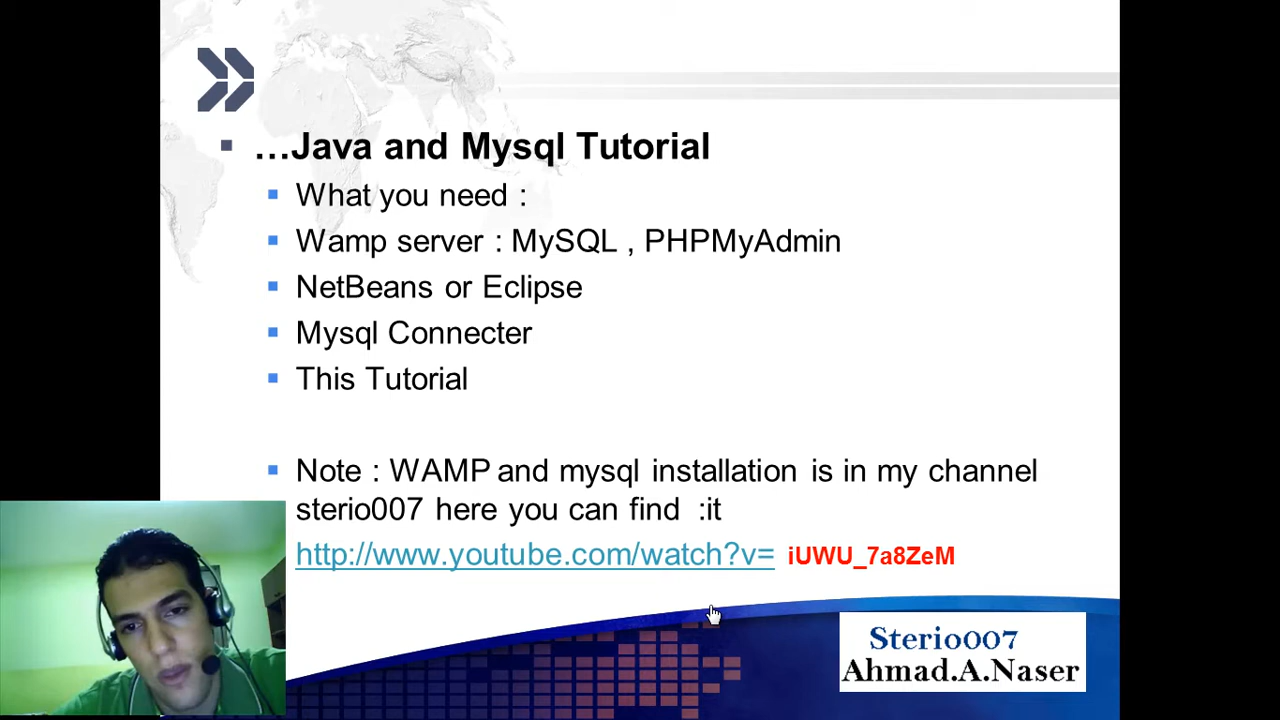 ...Java and Mysql Tutorial
What you need :
Wamp server : MySQL , PHPMyAdmin
NetBeans or Eclipse
Mysql Connecter
This Tutorial
Note : WAMP and mysql installation is in my channel
sterio007 here you can find :it
http://www.youtube.com/watch?v= iUWU_7a8ZeM
Sterio007
Ahmad.A.Naser